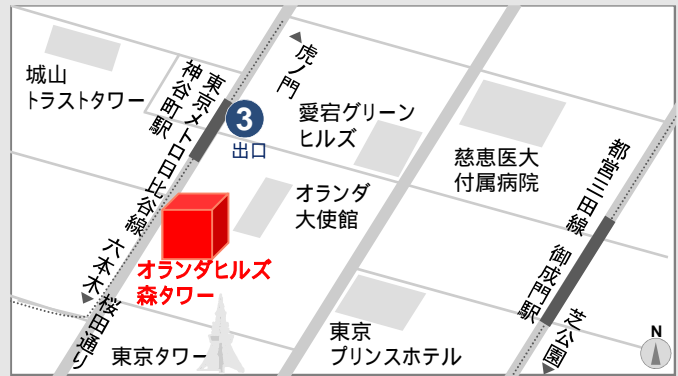 城山
トラストタワー
東京メトロ日比谷線
神谷町駅
虎ノ門
3
出口
愛宕グリーン
ヒルズ
慈恵医大
付属病院
都営三田線
御成門駅
オランダ
大使館
オランダヒルズ
森タワー
六本木
桜田通り
東京タワー
東京
プリンスホテル
芝公園
N